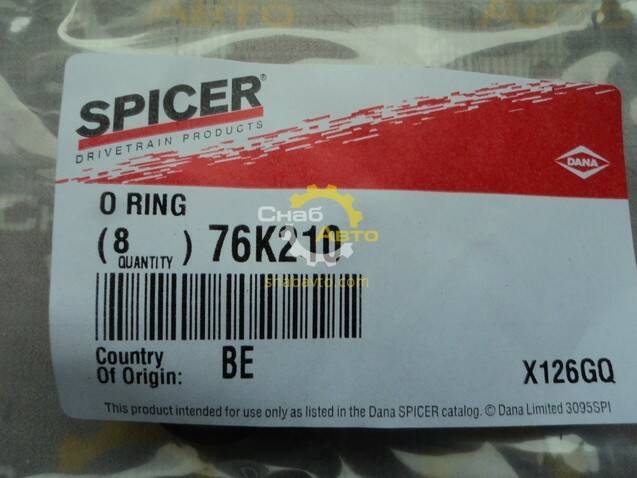 SPICER®
DRIVETRAIN PRODUCTS
DANA
O RING
(8 QUANTITY) 76K210
Снаб Авто
snabavto.com
Country Of Origin: BE
X126GQ
This product intended for use only as listed in the Dana SPICER catalog. © Dana Limited 3095SPI